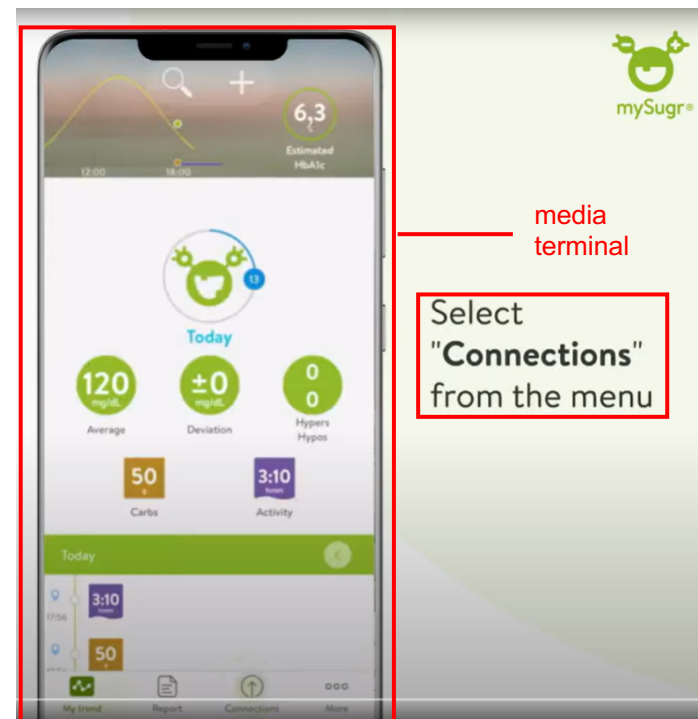 6,3
%
Estimated
HbA1c
12:00
18:00
mySugr®
media
terminal
13
Today
Select
"Connections"
from the menu
120
mg/dL
Average
±0
mg/dL
Deviation
0
0
Hypers
Hypos
50
g
Carbs
3:10
hours
Activity
Today
17:56
3:10
hours
50
My trend
Report
Connections
More